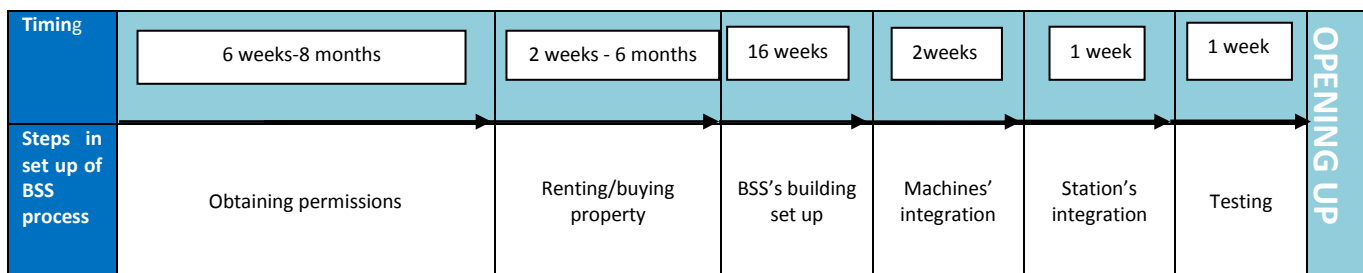 Timing
6 weeks-8 months
2 weeks - 6 months
16 weeks
2weeks
1 week
1 week
OPENING UP
Steps in
set up of
BSS
process
Obtaining permissions
Renting/buying
property
BSS's building
set up
Machines'
integration
Station's
integration
Testing